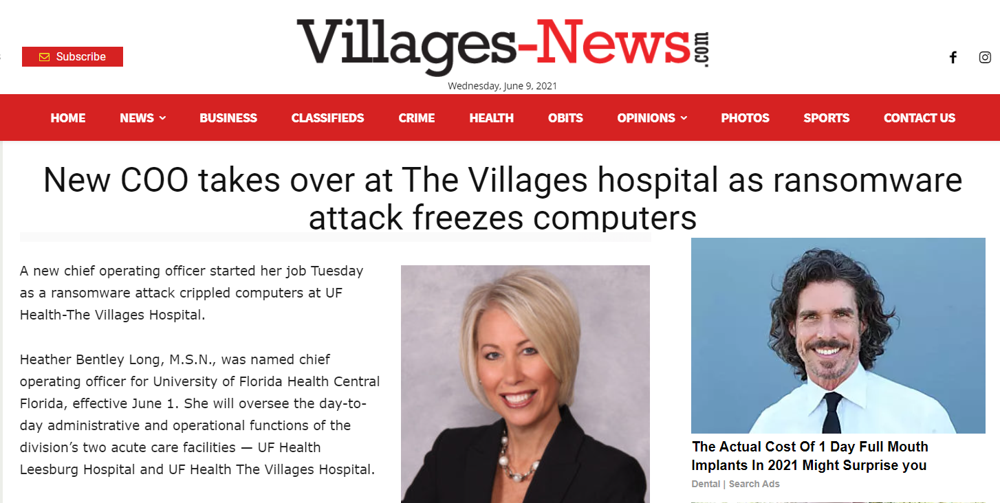 Villages-News.com
Subscribe
Wednesday, June 9, 2021
HOME NEWS BUSINESS CLASSIFIEDS CRIME HEALTH OBITS OPINIONS PHOTOS SPORTS CONTACT US
New COO takes over at The Villages hospital as ransomware
attack freezes computers
A new chief operating officer started her job Tuesday
as a ransomware attack crippled computers at UF
Health-The Villages Hospital.
Heather Bentley Long, M.S.N., was named chief
operating officer for University of Florida Health Central
Florida, effective June 1. She will oversee the day-to-
day administrative and operational functions of the
division’s two acute care facilities — UF Health
Leesburg Hospital and UF Health The Villages Hospital.
The Actual Cost Of 1 Day Full Mouth
Implants In 2021 Might Surprise you
Dental | Search Ads